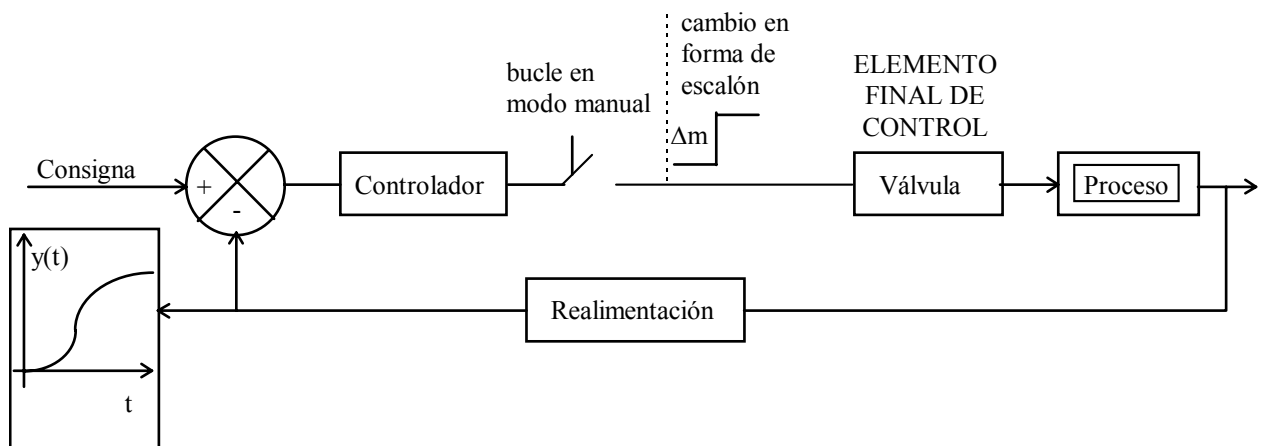 cambio en
forma de
escalón
bucle en
modo manual
Δm
ELEMENTO
FINAL DE
CONTROL
Consigna
+
-
Controlador
Válvula
Proceso
y(t)
t
Realimentación